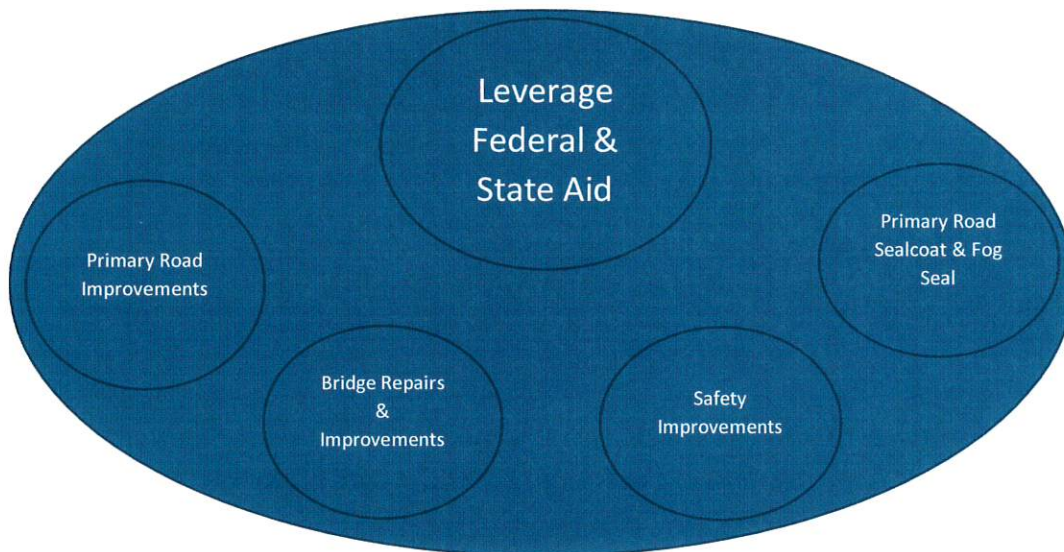 Leverage
Federal &
State Aid
Primary Road
Improvements
Bridge Repairs
&
Improvements
Safety
Improvements
Primary Road
Sealcoat & Fog
Seal